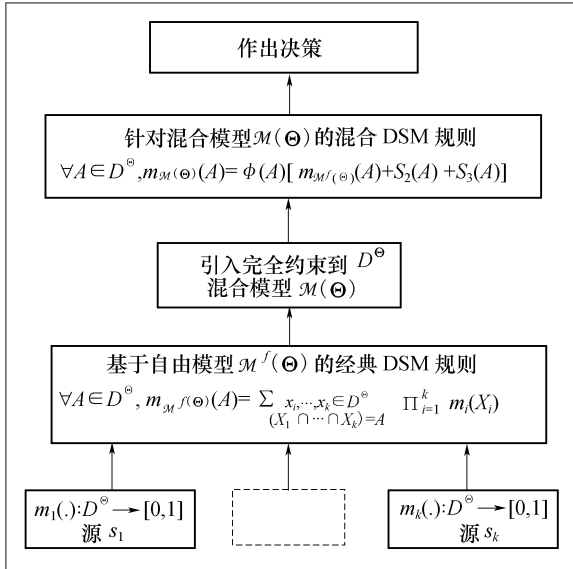 作出决策
针对混合模型ℳ(Θ)的混合 DSM 规则
∀A∈D^Θ,m_ℳ(Θ)(A)=ϕ(A)[m_ℳ^f(Θ)(A)+S₂(A)+S₃(A)]
引入完全约束到 D^Θ
混合模型 ℳ(Θ)
基于自由模型ℳ^f(Θ)的经典 DSM 规则
∀A∈D^Θ, m_ℳ^f(Θ)(A)= ∑ x_i,…,x_k∈D^Θ ∏_{i=1}^k m_i(X_i)
(X₁∩…∩X_k)=A
m₁(.):D^Θ→[0,1]
源 s₁
m_k(.):D^Θ→[0,1]
源 s_k